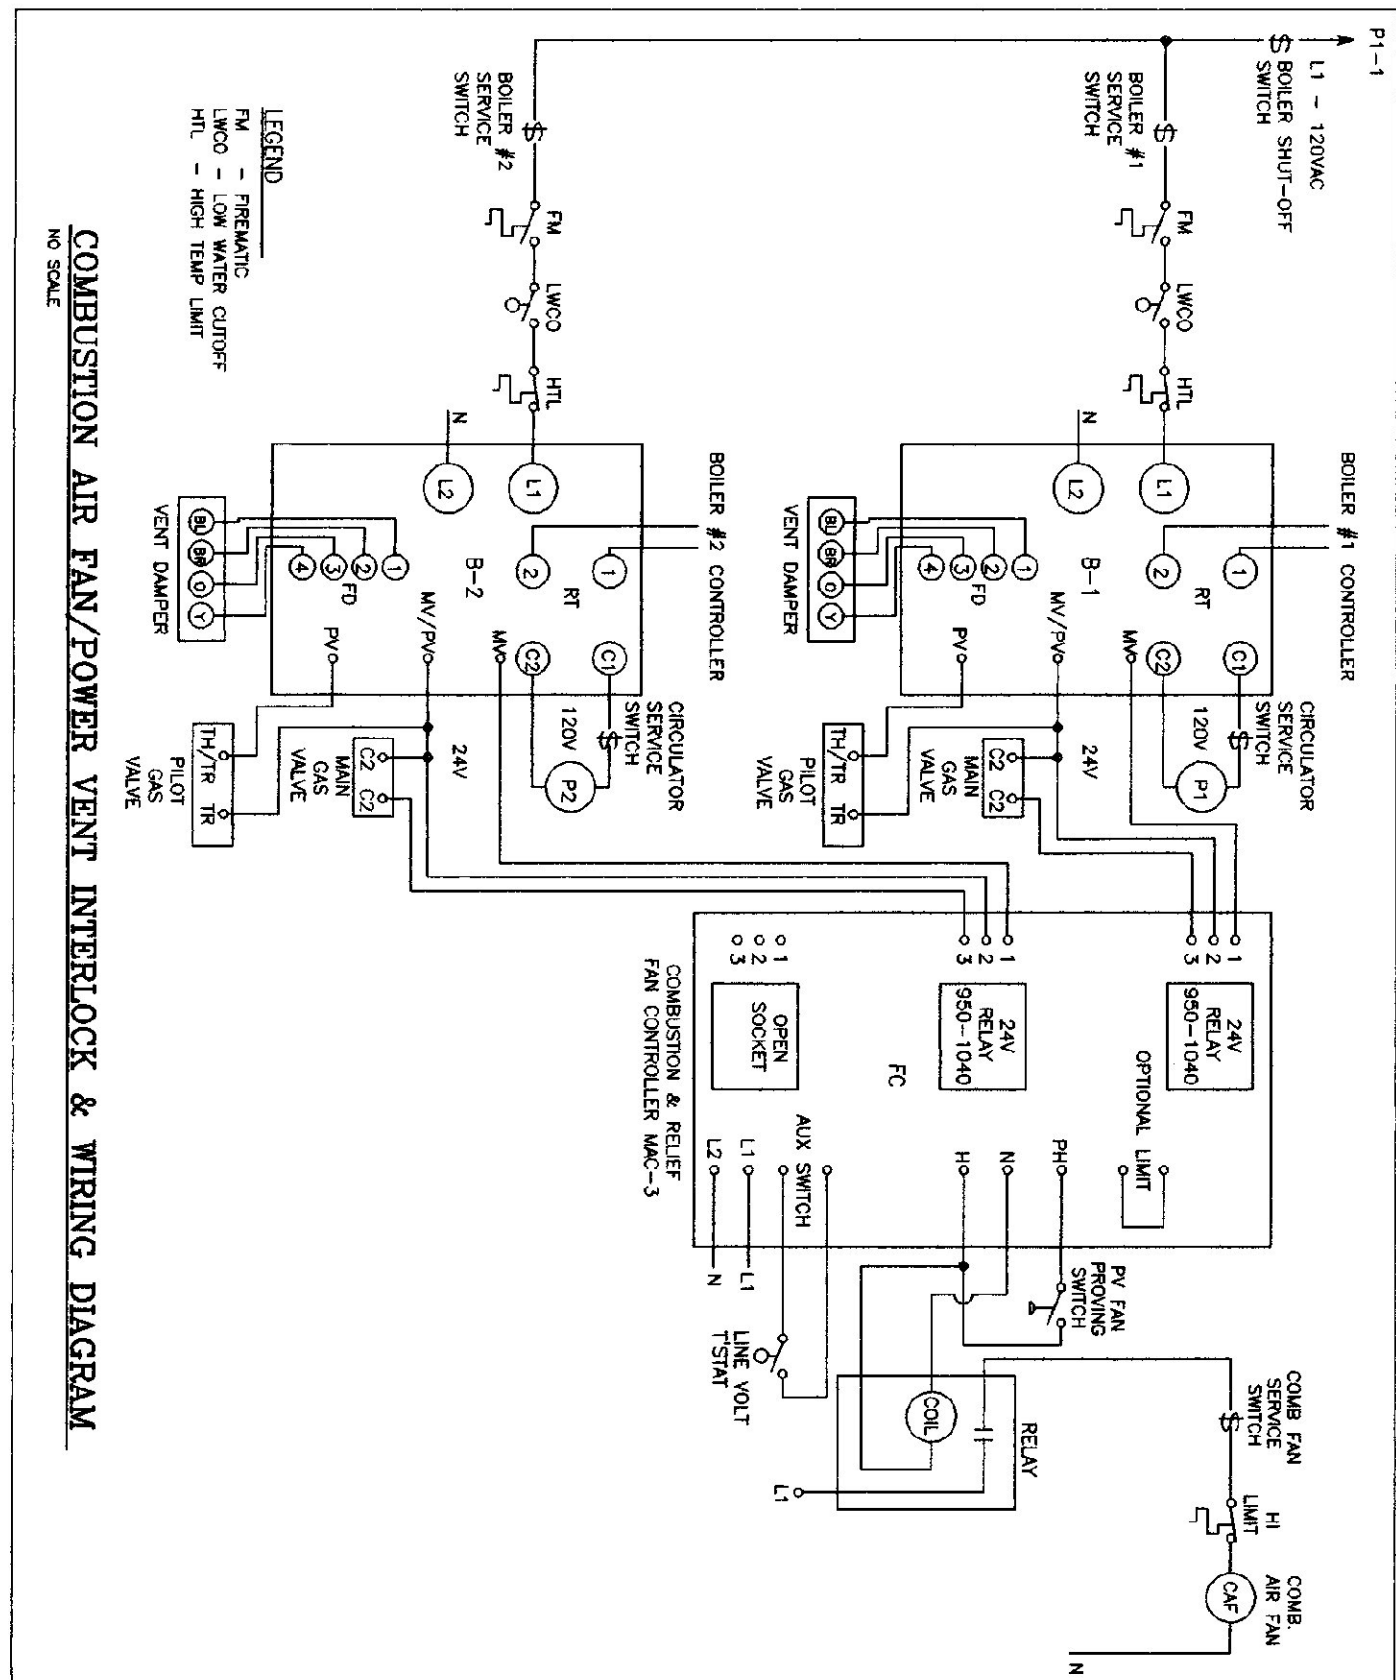 P1-1
L1 - 120VAC
BOILER SHUT-OFF
SWITCH
BOILER #1
SERVICE
SWITCH
FM
LWCO
HTL
N
BOILER #1 CONTROLLER
L1
L2
1
2
RT
B-1
1
2
3
4
FD
C1
C2
MV
MV/PV
PV
BL
BR
O
Y
VENT DAMPER
CIRCULATOR
SERVICE
SWITCH
120V
P1
24V
C2 C2
MAIN
GAS
VALVE
TH/TR TR
PILOT
GAS
VALVE
BOILER #2
SERVICE
SWITCH
FM
LWCO
HTL
N
BOILER #2 CONTROLLER
L1
L2
1
2
RT
B-2
1
2
3
4
FD
C1
C2
MV
MV/PV
PV
BL
BR
O
Y
VENT DAMPER
CIRCULATOR
SERVICE
SWITCH
120V
P2
24V
C2 C2
MAIN
GAS
VALVE
TH/TR TR
PILOT
GAS
VALVE
1
2
3
24V
RELAY
950-1040
OPTIONAL LIMIT
1
2
3
24V
RELAY
950-1040
FC
1
2
3
OPEN
SOCKET
PH
N
H
AUX SWITCH
L1
L2
L1
N
COMBUSTION & RELIEF
FAN CONTROLLER MAC-3
PV FAN
PROVING
SWITCH
LINE VOLT
T'STAT
RELAY
COIL
L1
COMB FAN
SERVICE
SWITCH
HI
LIMIT
COMB.
AIR FAN
CAF
N
LEGEND
FM - FIREMATIC
LWCO - LOW WATER CUTOFF
HTL - HIGH TEMP LIMIT
COMBUSTION AIR FAN/POWER VENT INTERLOCK & WIRING DIAGRAM
NO SCALE